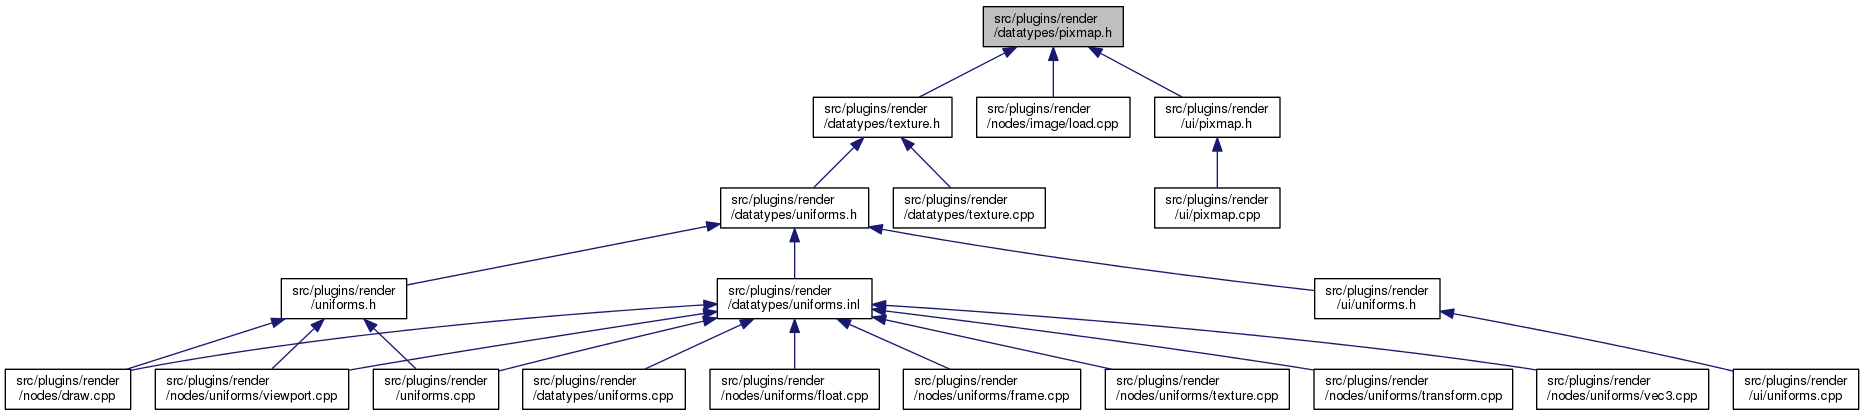 src/plugins/render
/datatypes/pixmap.h
src/plugins/render
/datatypes/texture.h
src/plugins/render
/nodes/image/load.cpp
src/plugins/render
/ui/pixmap.h
src/plugins/render
/datatypes/uniforms.h
src/plugins/render
/datatypes/texture.cpp
src/plugins/render
/ui/pixmap.cpp
src/plugins/render
/uniforms.h
src/plugins/render
/datatypes/uniforms.inl
src/plugins/render
/ui/uniforms.h
src/plugins/render
/nodes/draw.cpp
src/plugins/render
/nodes/uniforms/viewport.cpp
src/plugins/render
/uniforms.cpp
src/plugins/render
/datatypes/uniforms.cpp
src/plugins/render
/nodes/uniforms/float.cpp
src/plugins/render
/nodes/uniforms/frame.cpp
src/plugins/render
/nodes/uniforms/texture.cpp
src/plugins/render
/nodes/uniforms/transform.cpp
src/plugins/render
/nodes/uniforms/vec3.cpp
src/plugins/render
/ui/uniforms.cpp